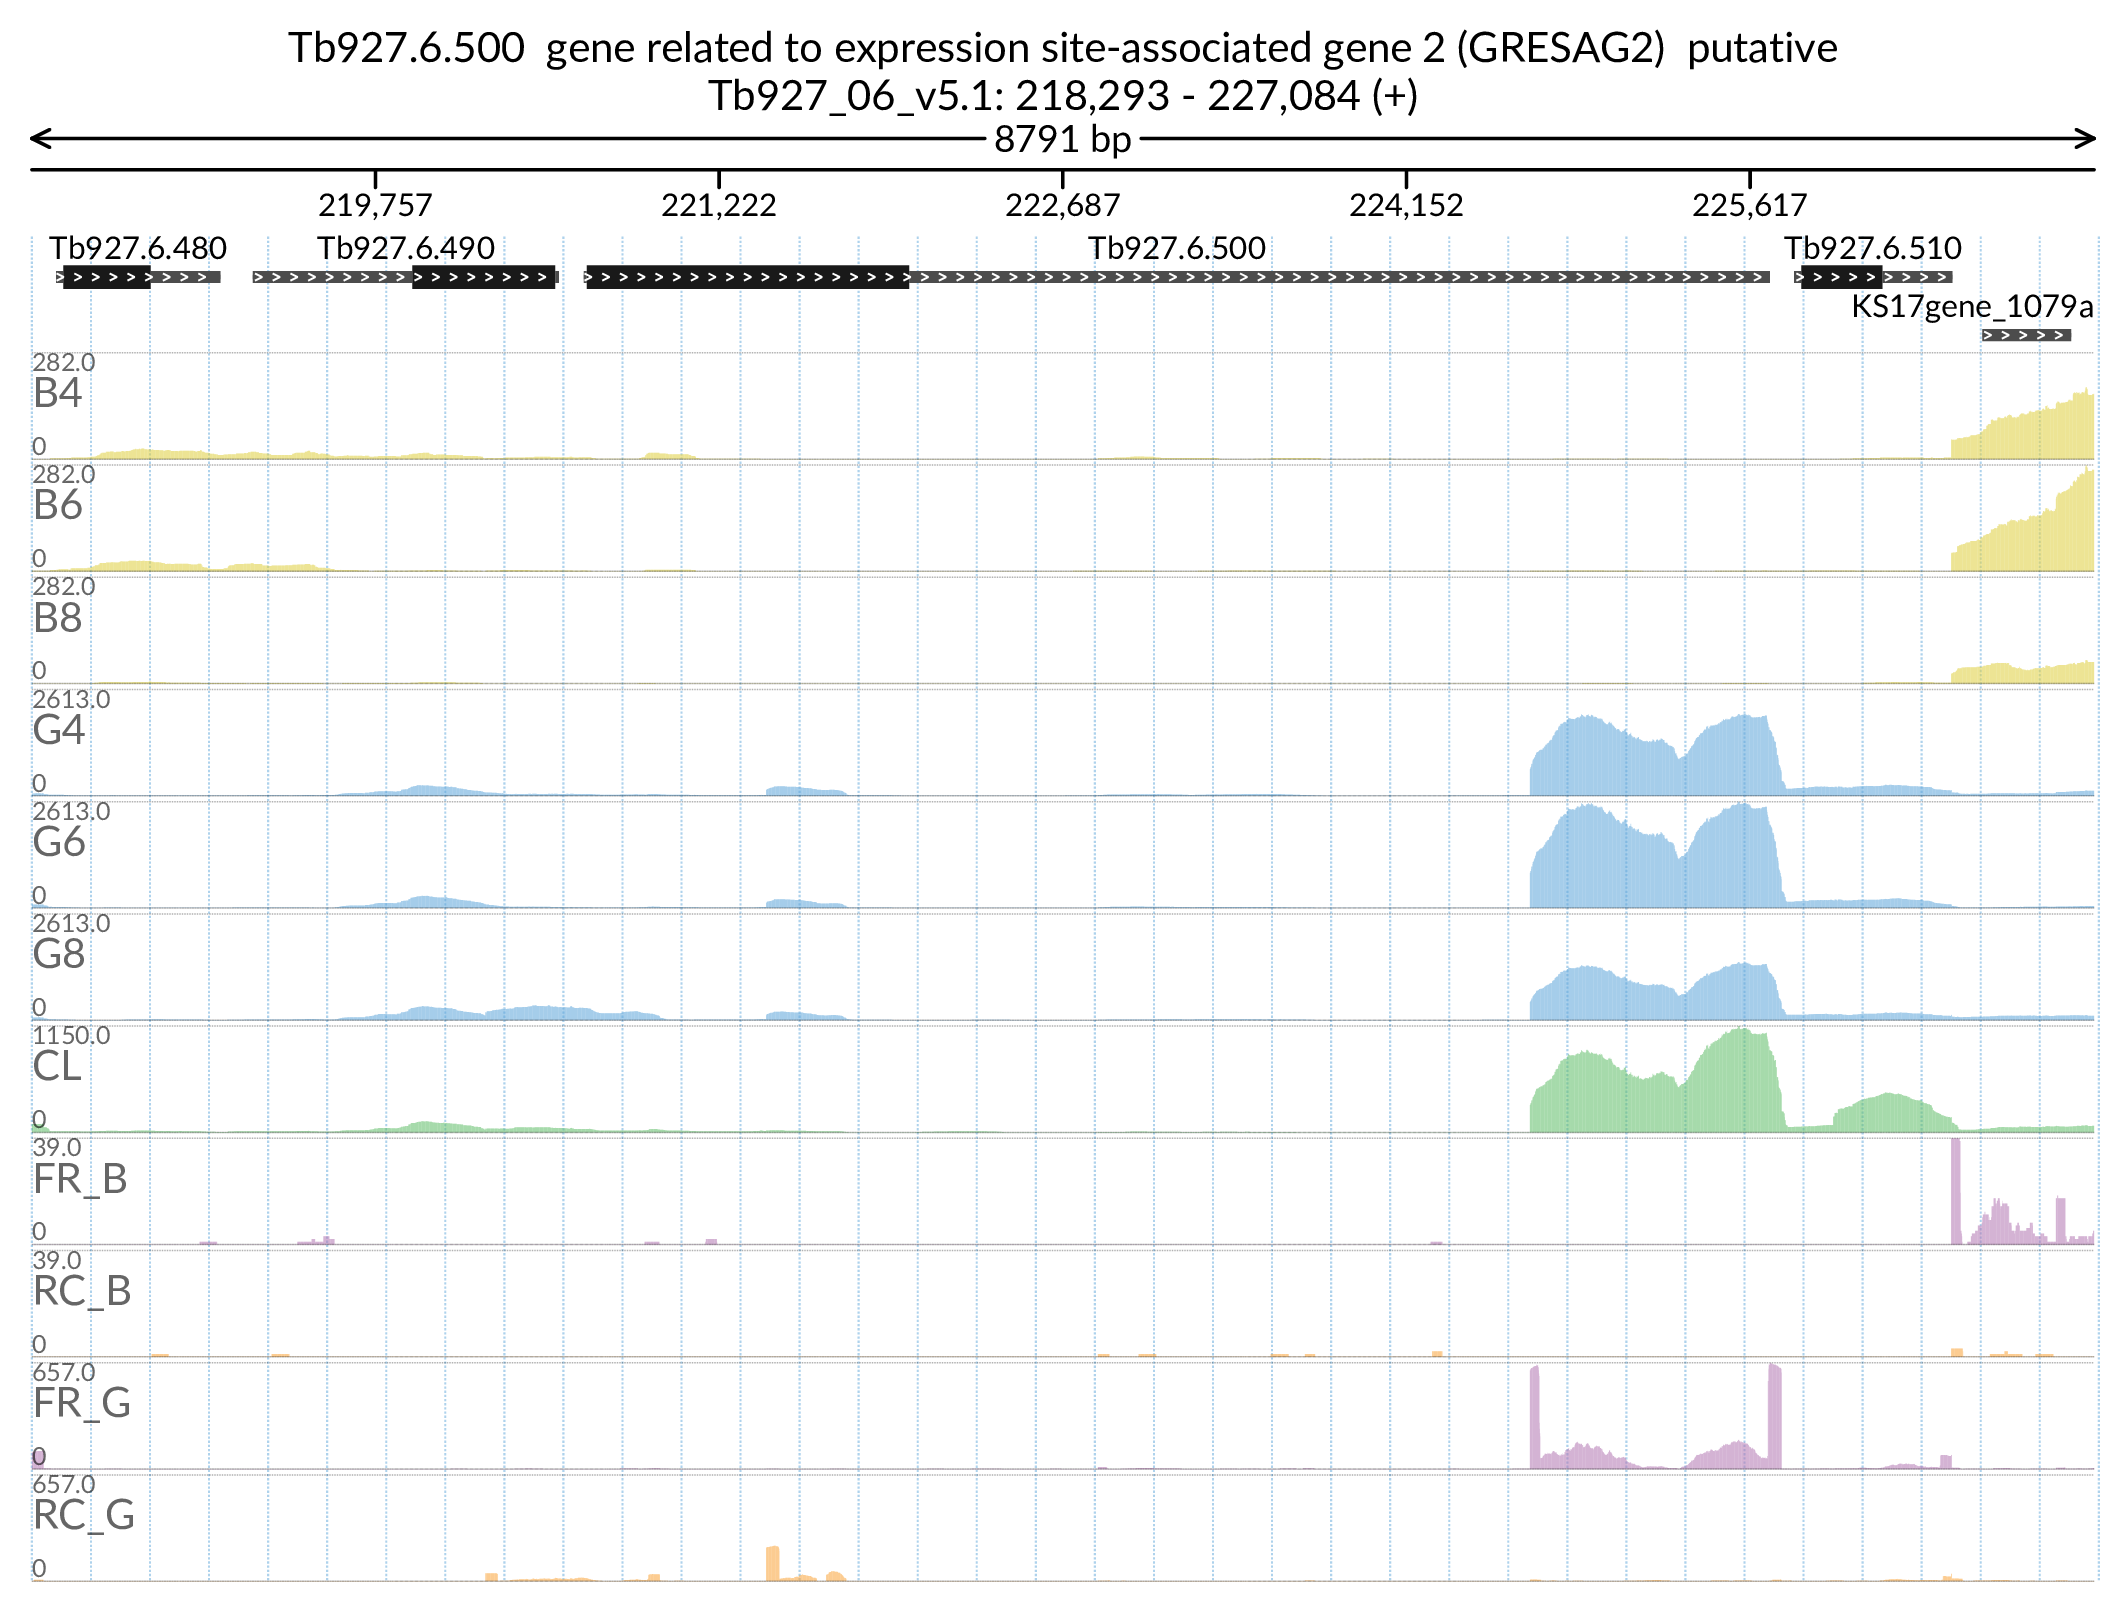 Tb927.6.500 gene related to expression site-associated gene 2 (GRESAG2) putative
Tb927_06_v5.1: 218,293 - 227,084 (+)
8791 bp
219,757 221,222 222,687 224,152 225,617
Tb927.6.480 Tb927.6.490 Tb927.6.500 Tb927.6.510
KS17gene_1079a
282.0
B4
0
282.0
B6
0
282.0
B8
0
2613.0
G4
0
2613.0
G6
0
2613.0
G8
0
1150.0
CL
0
39.0
FR_B
0
39.0
RC_B
0
657.0
FR_G
0
657.0
RC_G
0